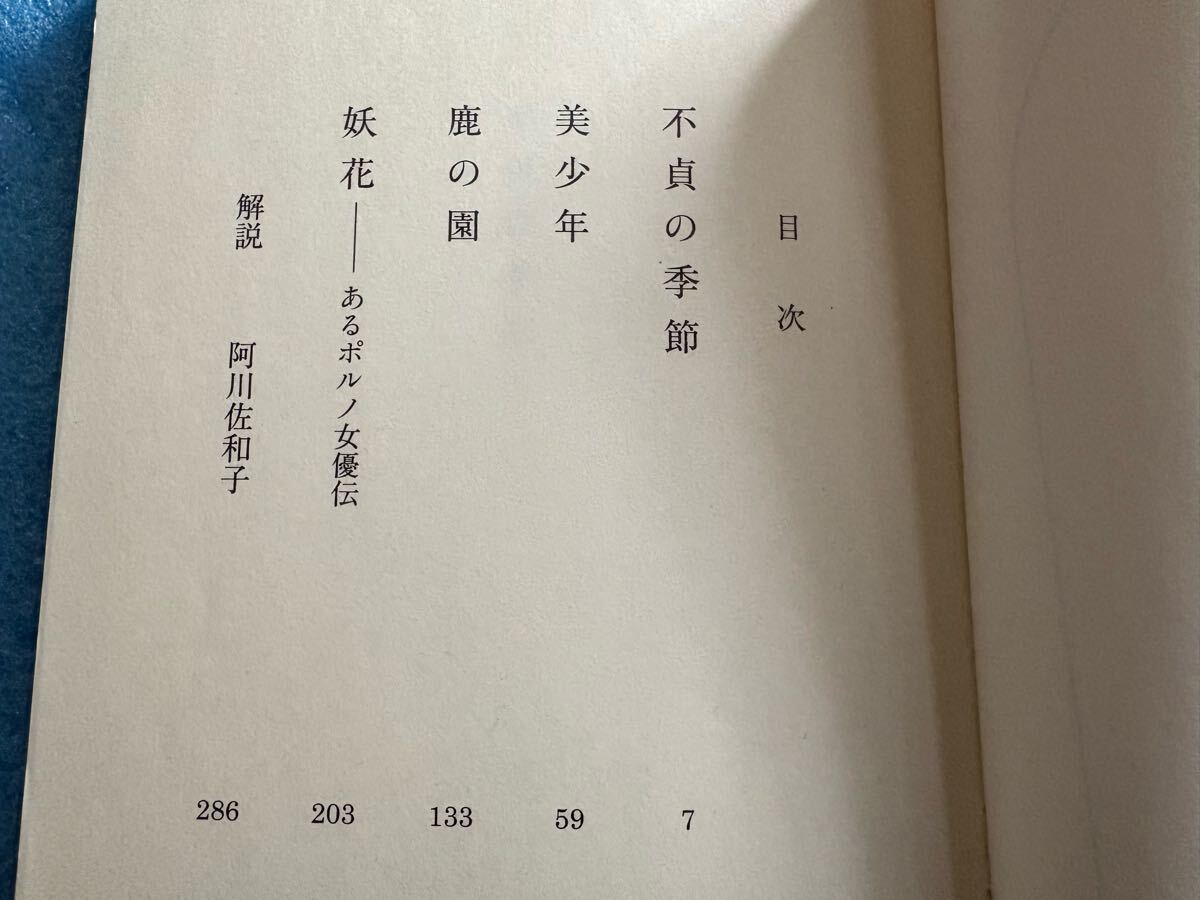 目次
不貞の季節
7
美少年
59
鹿の園
133
妖花――あるポルノ女優伝
203
解説　阿川佐和子
286